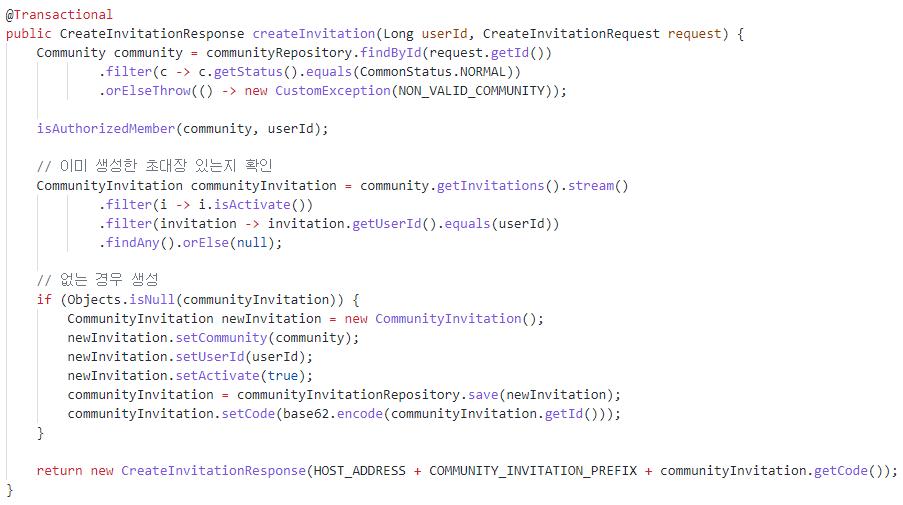 @Transactional
public CreateInvitationResponse createInvitation(Long userId, CreateInvitationRequest request) {
    Community community = communityRepository.findById(request.getId())
            .filter(c -> c.getStatus().equals(CommonStatus.NORMAL))
            .orElseThrow(() -> new CustomException(NON_VALID_COMMUNITY));

    isAuthorizedMember(community, userId);

    // 이미 생성한 초대장 있는지 확인
    CommunityInvitation communityInvitation = community.getInvitations().stream()
            .filter(i -> i.isActivate())
            .filter(invitation -> invitation.getUserId().equals(userId))
            .findAny().orElse(null);

    // 없는 경우 생성
    if (Objects.isNull(communityInvitation)) {
        CommunityInvitation newInvitation = new CommunityInvitation();
        newInvitation.setCommunity(community);
        newInvitation.setUserId(userId);
        newInvitation.setActivate(true);
        communityInvitation = communityInvitationRepository.save(newInvitation);
        communityInvitation.setCode(base62.encode(communityInvitation.getId()));
    }

    return new CreateInvitationResponse(HOST_ADDRESS + COMMUNITY_INVITATION_PREFIX + communityInvitation.getCode());
}